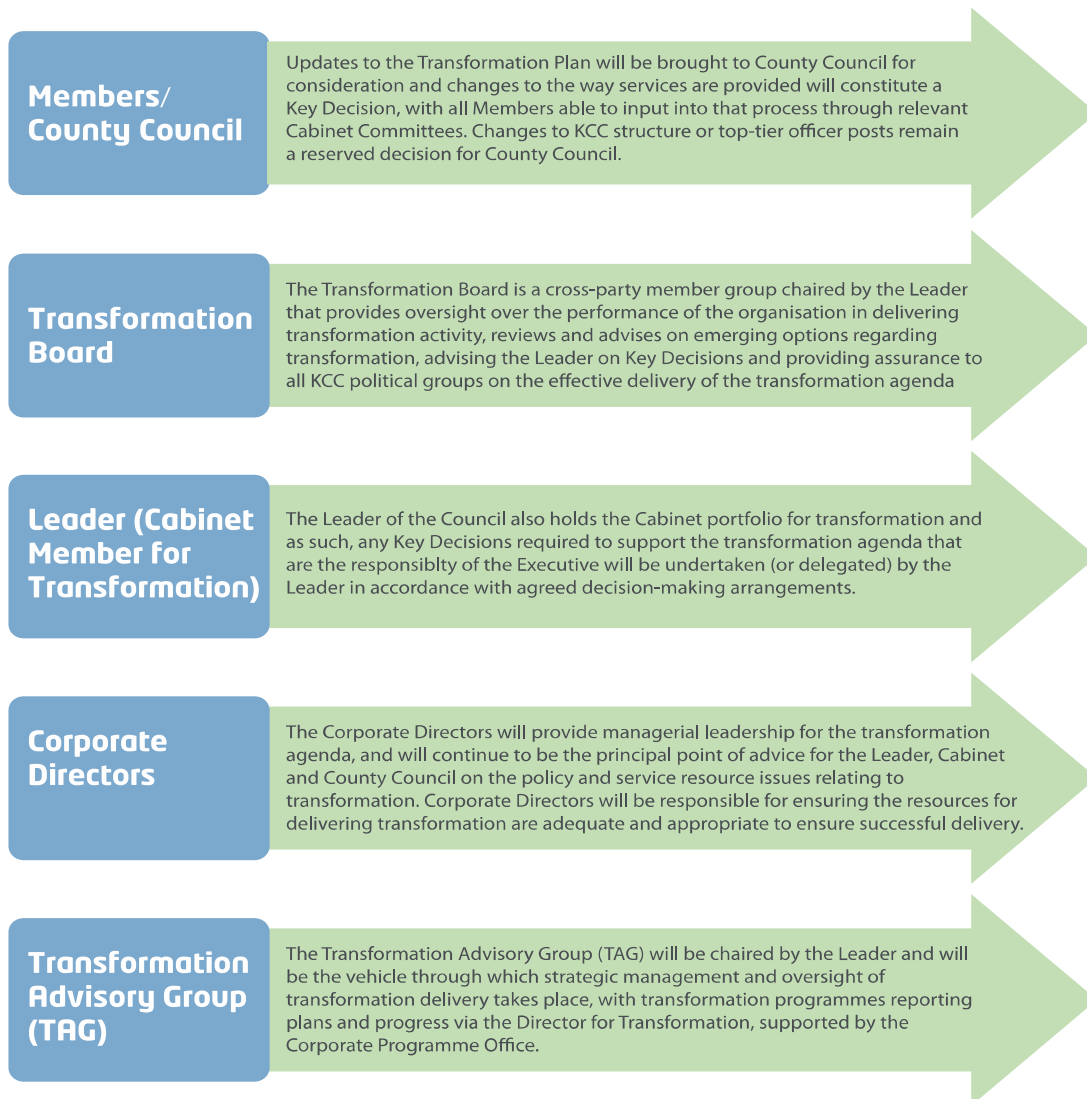 Members/
County Council
Updates to the Transformation Plan will be brought to County Council for
consideration and changes to the way services are provided will constitute a
Key Decision, with all Members able to input into that process through relevant
Cabinet Committees. Changes to KCC structure or top-tier officer posts remain
a reserved decision for County Council.
Transformation
Board
The Transformation Board is a cross-party member group chaired by the Leader
that provides oversight over the performance of the organisation in delivering
transformation activity, reviews and advises on emerging options regarding
transformation, advising the Leader on Key Decisions and providing assurance to
all KCC political groups on the effective delivery of the transformation agenda
Leader (Cabinet
Member for
Transformation)
The Leader of the Council also holds the Cabinet portfolio for transformation and
as such, any Key Decisions required to support the transformation agenda that
are the responsiblty of the Executive will be undertaken (or delegated) by the
Leader in accordance with agreed decision-making arrangements.
Corporate
Directors
The Corporate Directors will provide managerial leadership for the transformation
agenda, and will continue to be the principal point of advice for the Leader, Cabinet
and County Council on the policy and service resource issues relating to
transformation. Corporate Directors will be responsible for ensuring the resources for
delivering transformation are adequate and appropriate to ensure successful delivery.
Transformation
Advisory Group
(TAG)
The Transformation Advisory Group (TAG) will be chaired by the Leader and will
be the vehicle through which strategic management and oversight of
transformation delivery takes place, with transformation programmes reporting
plans and progress via the Director for Transformation, supported by the
Corporate Programme Office.